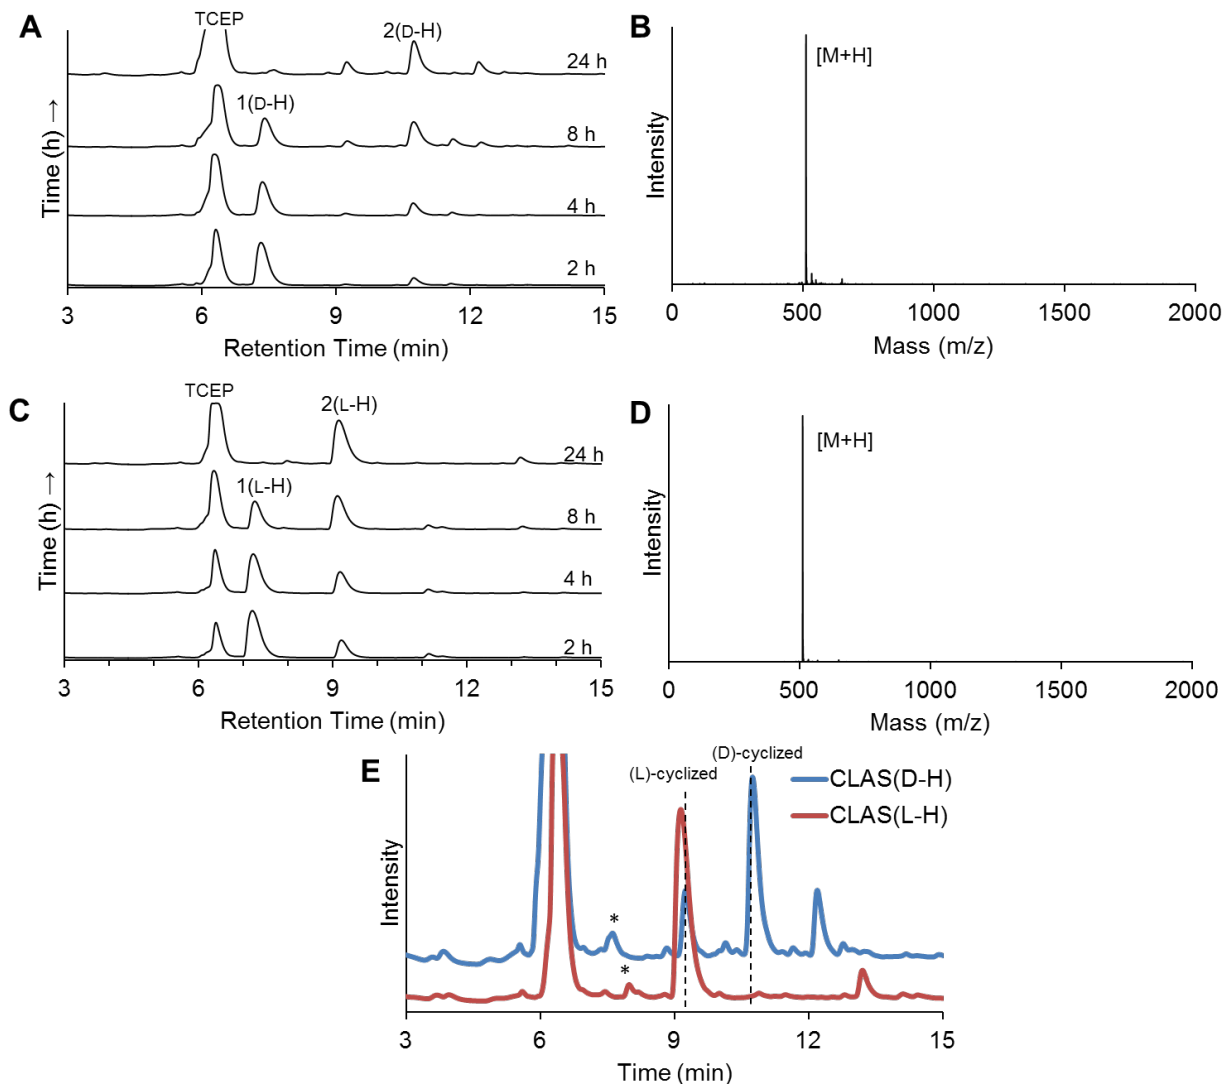 A
TCEP
2(D-H)
24 h
1(D-H)
8 h
4 h
2 h
Time (h) →
3 6 9 12 15
Retention Time (min)
B
[M+H]
Intensity
0 500 1000 1500 2000
Mass (m/z)
C
TCEP
2(L-H)
24 h
1(L-H)
8 h
4 h
2 h
Time (h) →
3 6 9 12 15
Retention Time (min)
D
[M+H]
Intensity
0 500 1000 1500 2000
Mass (m/z)
E
(L)-cyclized
(D)-cyclized
CLAS(D-H)
CLAS(L-H)
*
*
Intensity
3 6 9 12 15
Time (min)